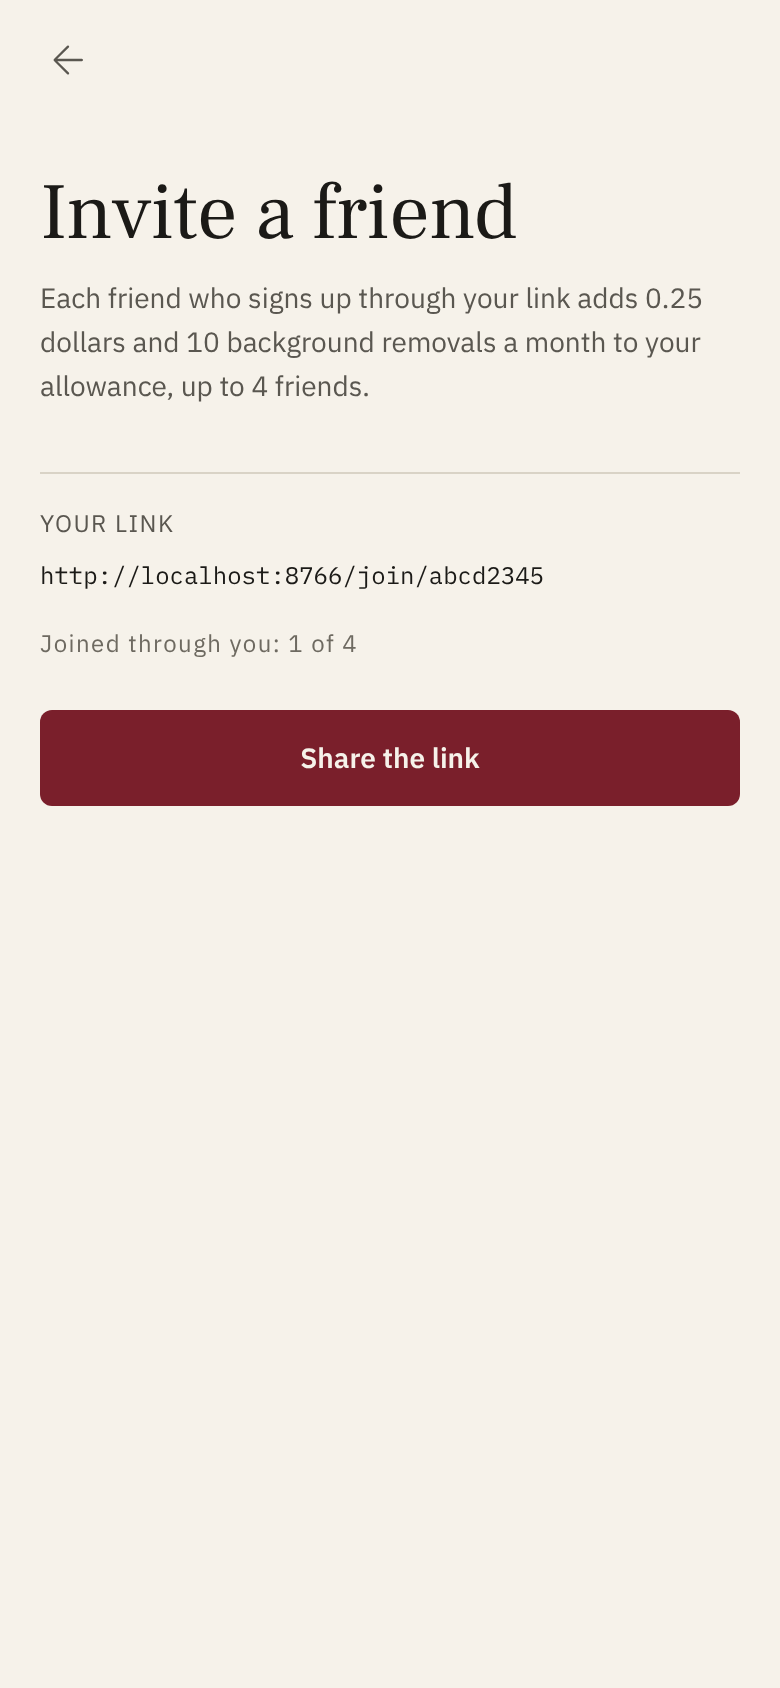 Invite a friend
Each friend who signs up through your link adds 0.25
dollars and 10 background removals a month to your
allowance, up to 4 friends.
YOUR LINK
http://localhost:8766/join/abcd2345
Joined through you: 1 of 4
Share the link